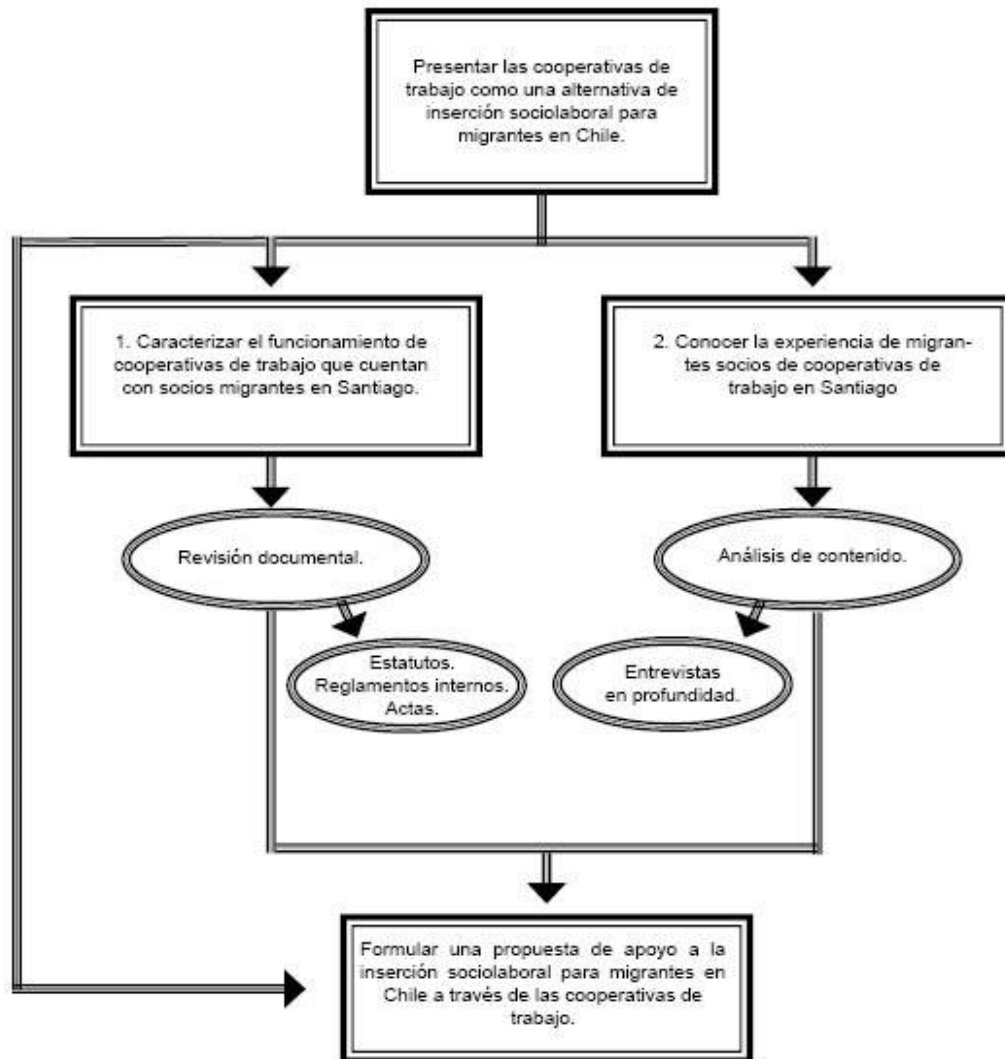 Presentar las cooperativas de
trabajo como una alternativa de
inserción sociolaboral para
migrantes en Chile.
1. Caracterizar el funcionamiento de
cooperativas de trabajo que cuentan
con socios migrantes en Santiago.
2. Conocer la experiencia de migran-
tes socios de cooperativas de
trabajo en Santiago
Revisión documental.
Análisis de contenido.
Estatutos.
Reglamentos internos.
Actas.
Entrevistas
en profundidad.
Formular una propuesta de apoyo a la
inserción sociolaboral para migrantes en
Chile a través de las cooperativas de
trabajo.